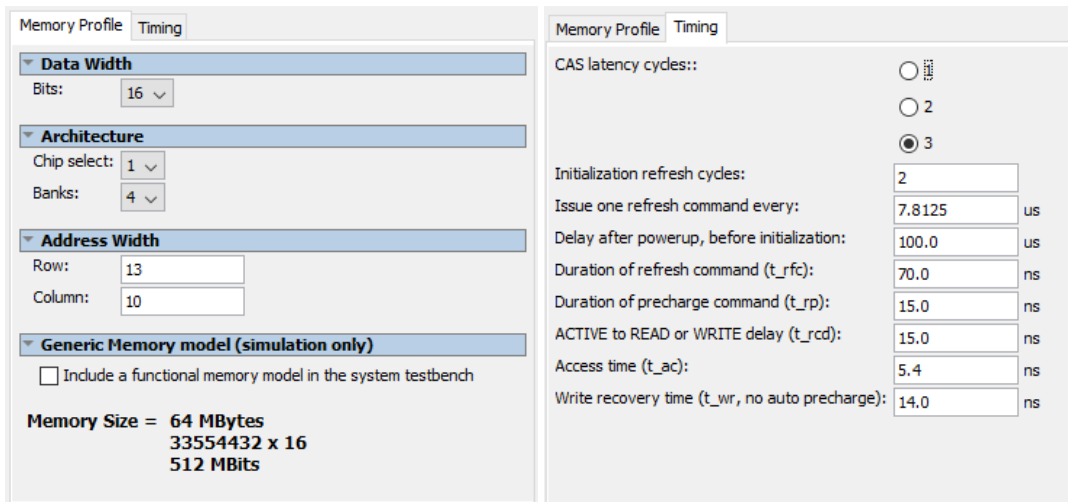 Memory Profile Timing
Data Width
Bits: 16
Architecture
Chip select: 1
Banks: 4
Address Width
Row: 13
Column: 10
Generic Memory model (simulation only)
Include a functional memory model in the system testbench
Memory Size = 64 MBytes
33554432 x 16
512 MBits
Memory Profile Timing
CAS latency cycles:: 1
2
3
Initialization refresh cycles: 2
Issue one refresh command every: 7.8125 us
Delay after powerup, before initialization: 100.0 us
Duration of refresh command (t_rfc): 70.0 ns
Duration of precharge command (t_rp): 15.0 ns
ACTIVE to READ or WRITE delay (t_rcd): 15.0 ns
Access time (t_ac): 5.4 ns
Write recovery time (t_wr, no auto precharge): 14.0 ns